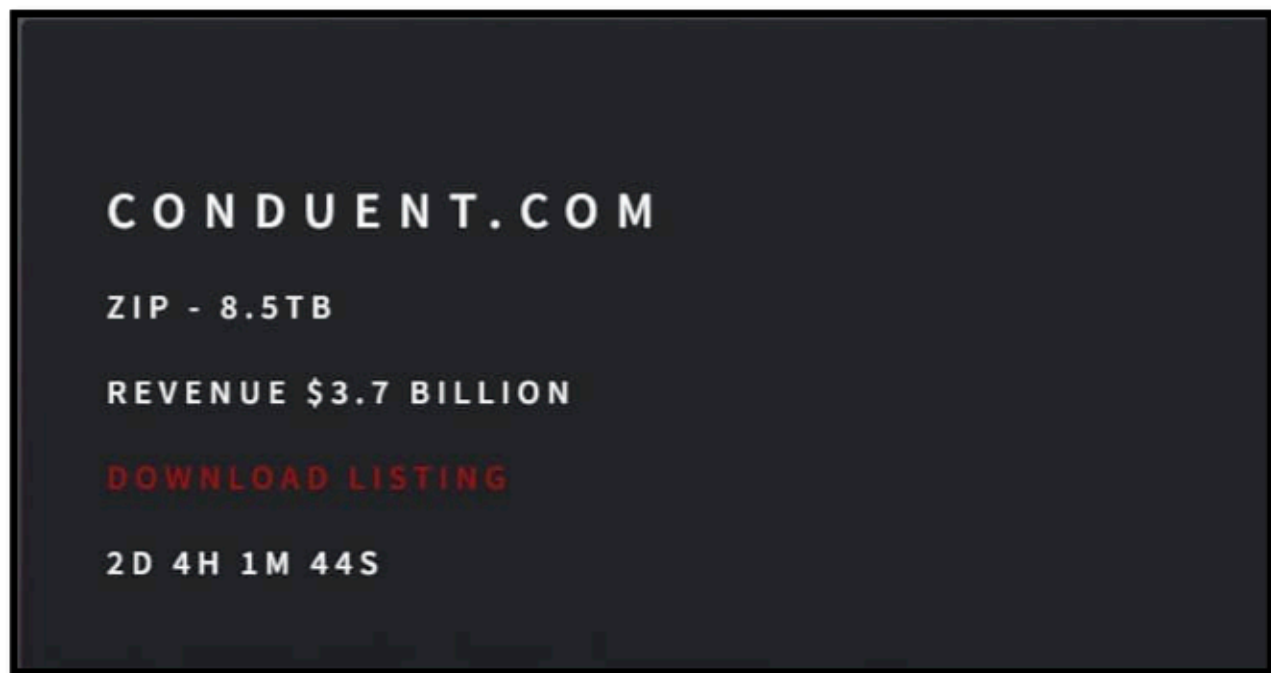 CONDUENT.COM
ZIP - 8.5TB
REVENUE $3.7 BILLION
DOWNLOAD LISTING
2D 4H 1M 44S